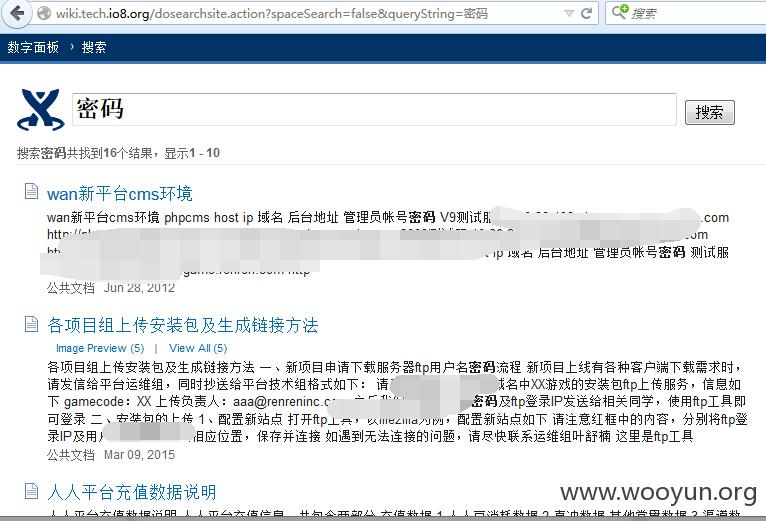 wiki.tech.io8.org/dosearchsite.action?spaceSearch=false&queryString=密码
搜索
数字面板 › 搜索
密码
搜索
搜索密码共找到16个结果，显示1 - 10
wan新平台cms环境
wan新平台cms环境 phpcms host ip 域名 后台地址 管理员帐号密码 V9测试服 .com
http://
ip 域名 后台地址 管理员帐号密码 测试服
game.renren.com http
公共文档 Jun 28, 2012
各项目组上传安装包及生成链接方法
Image Preview (5) | View All (5)
各项目组上传安装包及生成链接方法 一、新项目申请下载服务器ftp用户名密码流程 新项目上线有各种客户端下载需求时，
请发信给平台运维组，同时抄送给平台技术组格式如下： 请 域名中XX游戏的安装包ftp上传服务，信息如
下 gamecode：XX 上传负责人：aaa@renreninc. 密码及ftp登录IP发送给相关同学，使用ftp工具即
可登录 二、安装包的上传 1、配置新站点 打开ftp工具，以filezilla为例，配置新站点如下 请注意红框中的内容，分别将ftp登
录IP及用户 相应位置，保存并连接 如遇到无法连接的问题，请尽快联系运维组叶舒楠 这里是ftp工具
公共文档 Mar 09, 2015
人人平台充值数据说明
www.wooyun.org